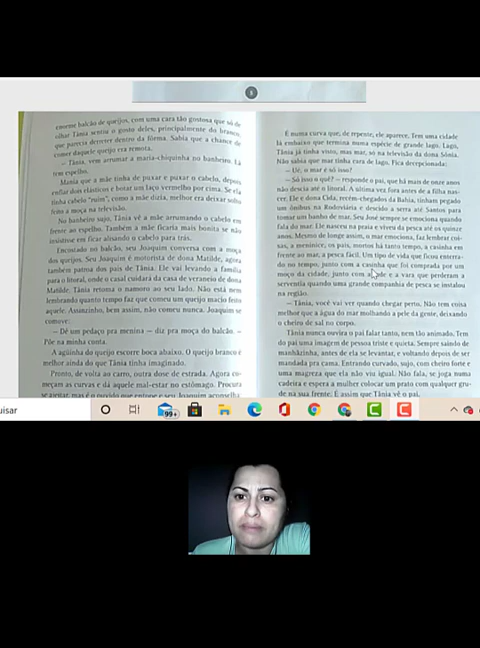 enorme balcão de queijos, com uma cara tão gostosa que só de
olhar Tânia sentiu o gosto deles, principalmente do branco,
que parecia derreter dentro da fôrma. Sabia que a chance de
comer daquele queijo era remota.
— Tânia, vem arrumar a maria-chiquinha no banheiro. Lá
tem espelho.
Mania que a mãe tinha de puxar e puxar o cabelo, depois
enfiar dois elásticos e botar um laço vermelho por cima. Se ela
tinha cabelo "ruim", como a mãe dizia, melhor era deixar solto
feito a moça na televisão.
No banheiro sujo, Tânia vê a mãe arrumando o cabelo em
frente ao espelho. Também a mãe ficaria mais bonita se não
insistisse em ficar alisando o cabelo para trás.
Encostado no balcão, seu Joaquim conversa com a moça
dos queijos. Seu Joaquim é motorista de dona Matilde, agora
também patroa dos pais de Tânia. Ele vai levando a família
para o litoral, onde o casal cuidará da casa de veraneio de dona
Matilde. Tânia retoma o namoro ao seu lado. Não está nem
lembrando quanto tempo faz que comeu um queijo macio feito
aquele. Assinzinho, bem assim, não comeu nunca. Joaquim se
comove:
— Dê um pedaço pra menina — diz pra moça do balcão. —
Põe na minha conta.
A agüinha do queijo escorre boca abaixo. O queijo branco é
melhor ainda do que Tânia tinha imaginado.
Pronto, de volta ao carro, outra dose de estrada. Agora co-
meçam as curvas e dá aquele mal-estar no estômago. Procura
se ajeitar, mas é o ouvido que entope e seu Joaquim aconselha
É numa curva que, de repente, ele aparece. Tem uma cidade
lá embaixo que termina numa espécie de grande lago. Lago,
Tânia já tinha visto, mas mar, só na televisão da dona Sônia.
Não sabia que mar tinha cara de lago. Fica decepcionada:
— Ué, o mar é só isso?
— Só isso o quê? — responde o pai, que há mais de onze anos
não descia até o litoral. A última vez fora antes de a filha nas-
cer. Ele e dona Cida, recém-chegados da Bahia, tinham pegado
um ônibus na Rodoviária e descido a serra até Santos para
tomar um banho de mar. Seu José sempre se emociona quando
fala do mar. Ele nasceu na praia e viveu da pesca até os quinze
anos. Mesmo de longe assim, o mar emociona, faz lembrar coi-
sas, a meninice, os pais, mortos há tanto tempo, a casinha em
frente ao mar, a pesca fácil. Um tipo de vida que ficou enterra-
do no tempo, junto com a casinha que foi comprada por um
moço da cidade, junto com a rede e a vara que perderam a
serventia quando uma grande companhia de pesca se instalou
na região.
— Tânia, você vai ver quando chegar perto. Não tem coisa
melhor que a água do mar molhando a pele da gente, deixando
o cheiro de sal no corpo.
Tânia nunca ouvira o pai falar tanto, nem tão animado. Tem
do pai uma imagem de pessoa triste e quieta. Sempre saindo de
manhãzinha, antes de ela se levantar, e voltando depois de ser
mandada pra cama. Entrando curvado, sujo, com cheiro forte e
uma magreza que ela não viu igual. Não fala, se joga numa
cadeira e espera a mulher colocar um prato com qualquer gru-
de na sua frente. É assim que Tânia vê o pai.
uisar
99+